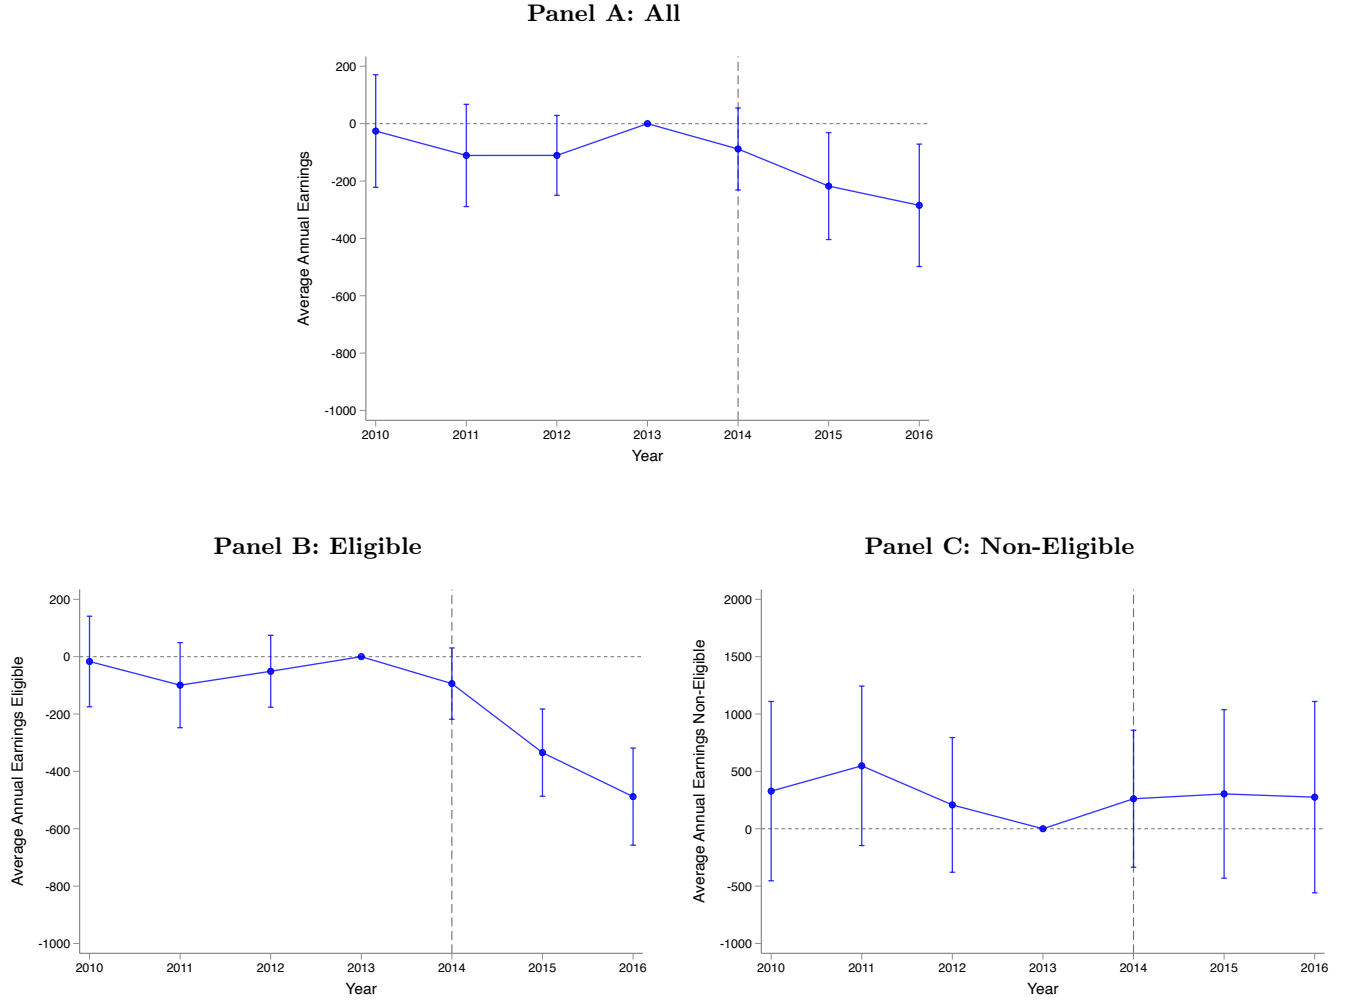 Panel A: All
Average Annual Earnings
200
0
-200
-400
-600
-800
-1000
2010 2011 2012 2013 2014 2015 2016
Year
Panel B: Eligible
Average Annual Earnings Eligible
200
0
-200
-400
-600
-800
-1000
2010 2011 2012 2013 2014 2015 2016
Year
Panel C: Non-Eligible
Average Annual Earnings Non-Eligible
2000
1500
1000
500
0
-500
-1000
2010 2011 2012 2013 2014 2015 2016
Year